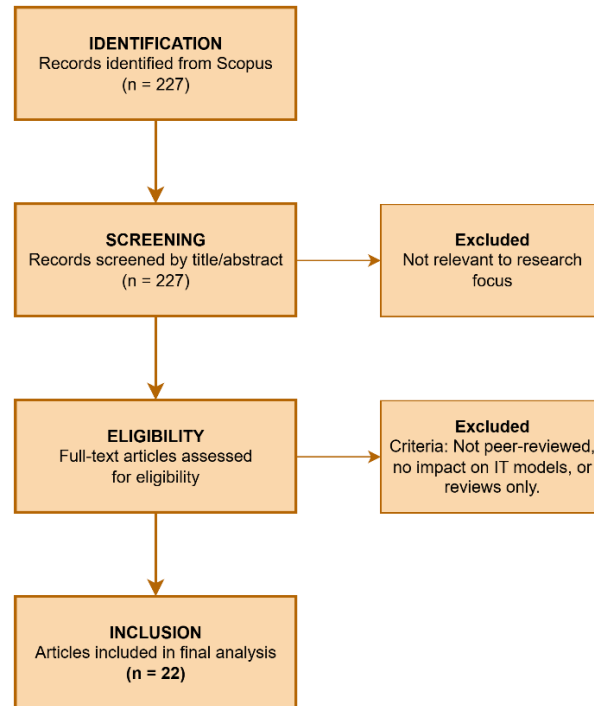 IDENTIFICATION
Records identified from Scopus
(n = 227)
SCREENING
Records screened by title/abstract
(n = 227)
Excluded
Not relevant to research
focus
ELIGIBILITY
Full-text articles assessed
for eligibility
Excluded
Criteria: Not peer-reviewed,
no impact on IT models, or
reviews only.
INCLUSION
Articles included in final analysis
(n = 22)